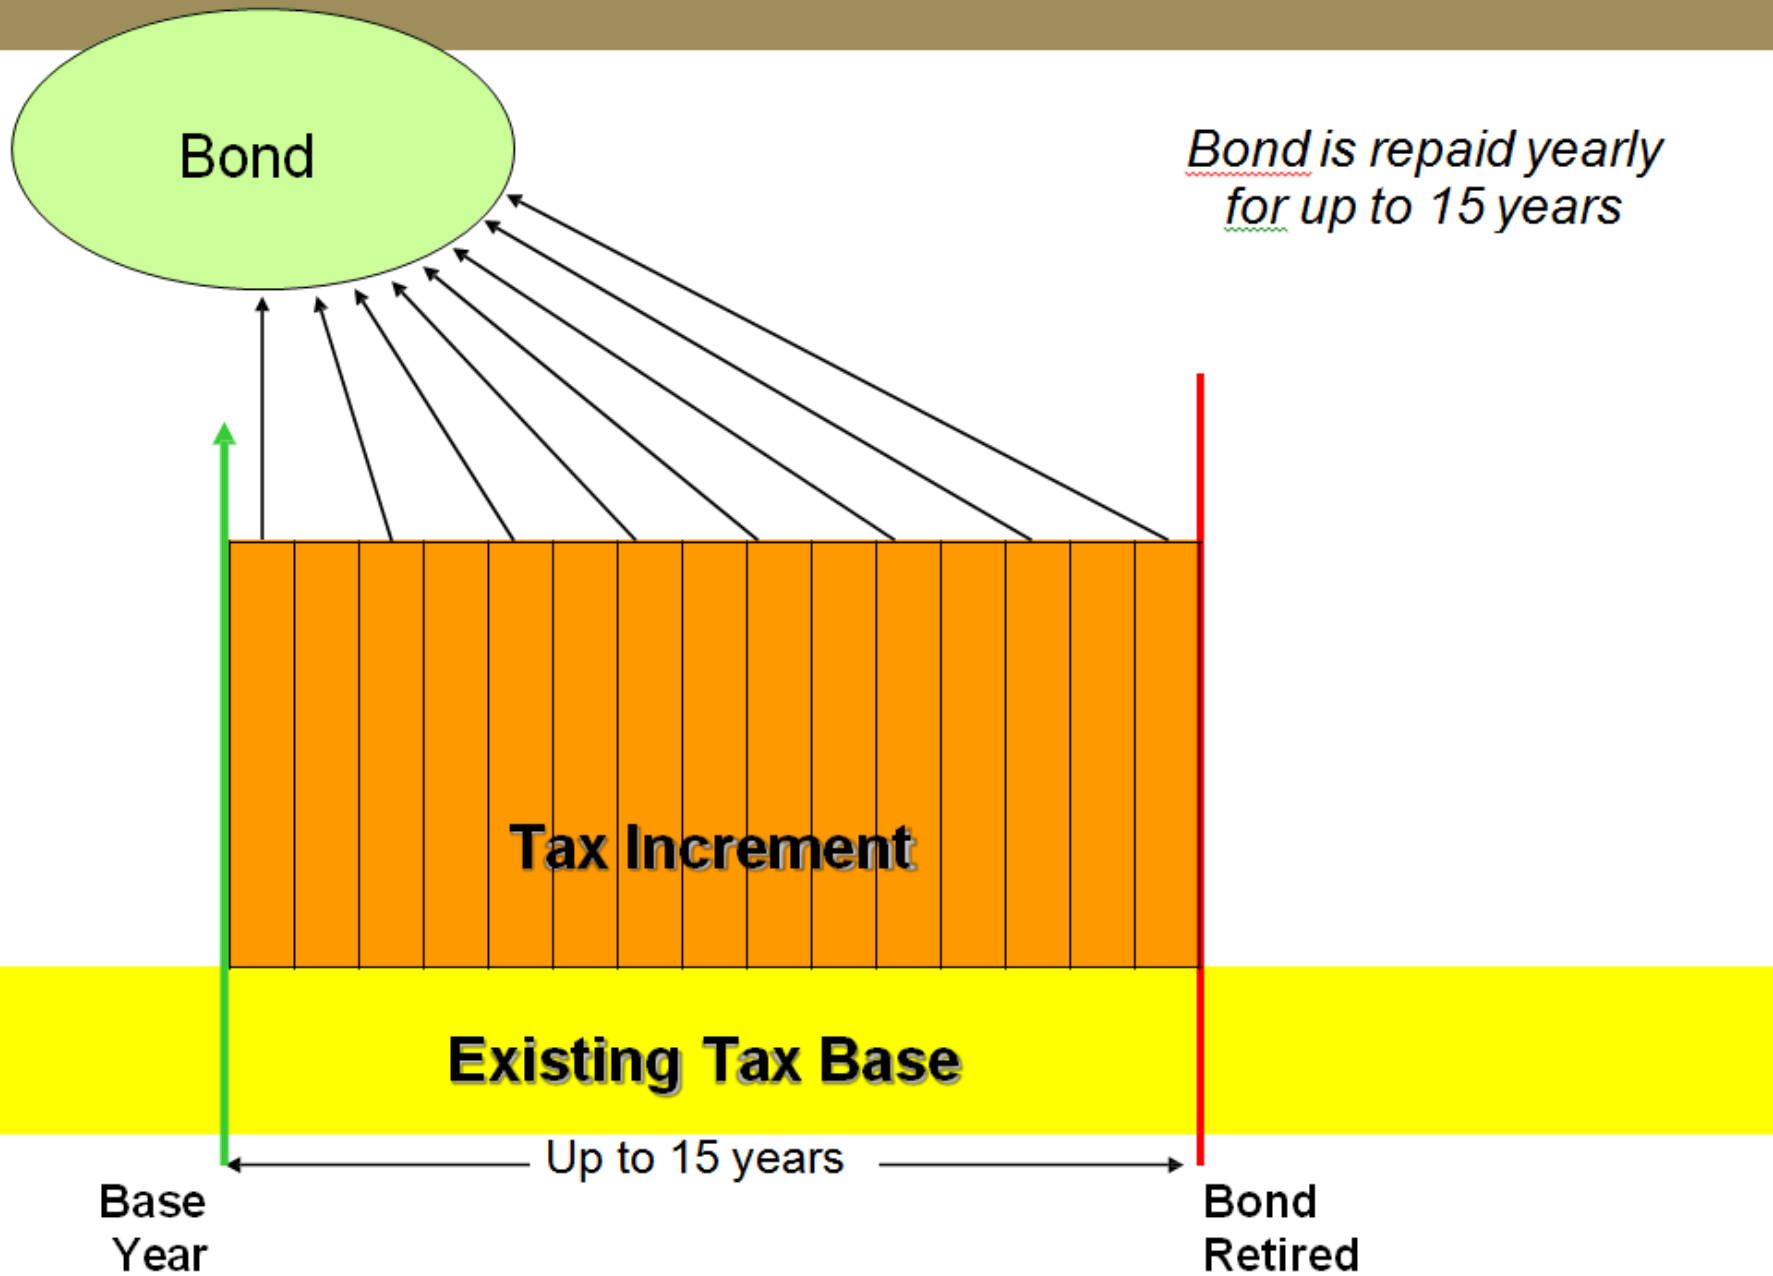 Bond
Bond is repaid yearly
for up to 15 years
Tax Increment
Existing Tax Base
Up to 15 years
Base
Year
Bond
Retired